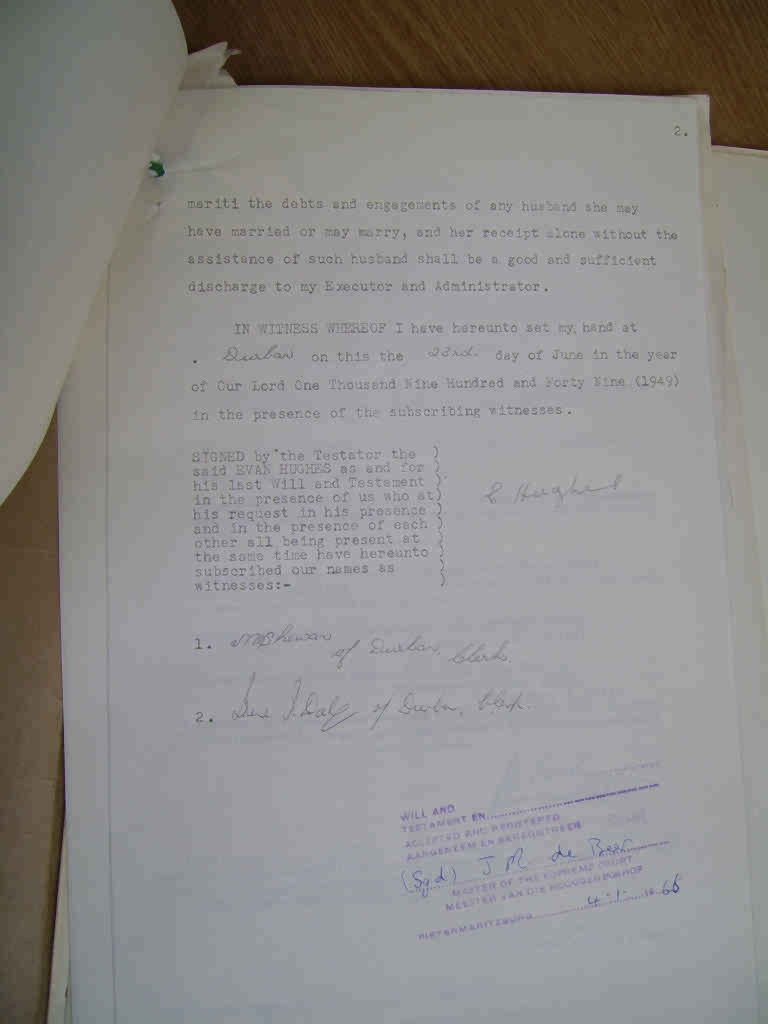 2.
mariti the debts and engagements of any husband she may
have married or may marry, and her receipt alone without the
assistance of such husband shall be a good and sufficient
discharge to my Executor and Administrator.
IN WITNESS WHEREOF I have hereunto set my hand at
Durban on this the 23rd. day of June in the year
of Our Lord One Thousand Nine Hundred and Forty Nine (1949)
in the presence of the subscribing witnesses.
SIGNED by the Testator the )
said EVAN HUGHES as and for )
his last Will and Testament )
in the presence of us who at)
his request in his presence )
and in the presence of each )
other all being present at )
the same time have hereunto )
subscribed our names as )
witnesses:- )
E Hughes
1. of Durban, Clerk.
2. of Durban, Clerk.
WILL AND
TESTAMENT EN
ACCEPTED AND REGISTERED
AANGENEEM EN GEREGISTREER
(Sgd) J M de Beer
MASTER OF THE SUPREME COURT
MEESTER VAN DIE HOOGGEREGSHOF
PIETERMARITZBURG 4-1- 19 66